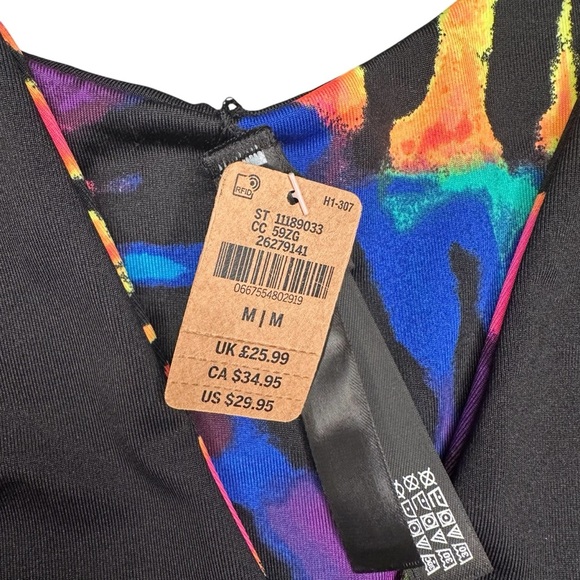 RFID
H1-307
ST 11189033
CC 59ZG
26279141
0667554802919
M | M
UK £25.99
CA $34.95
US $29.95